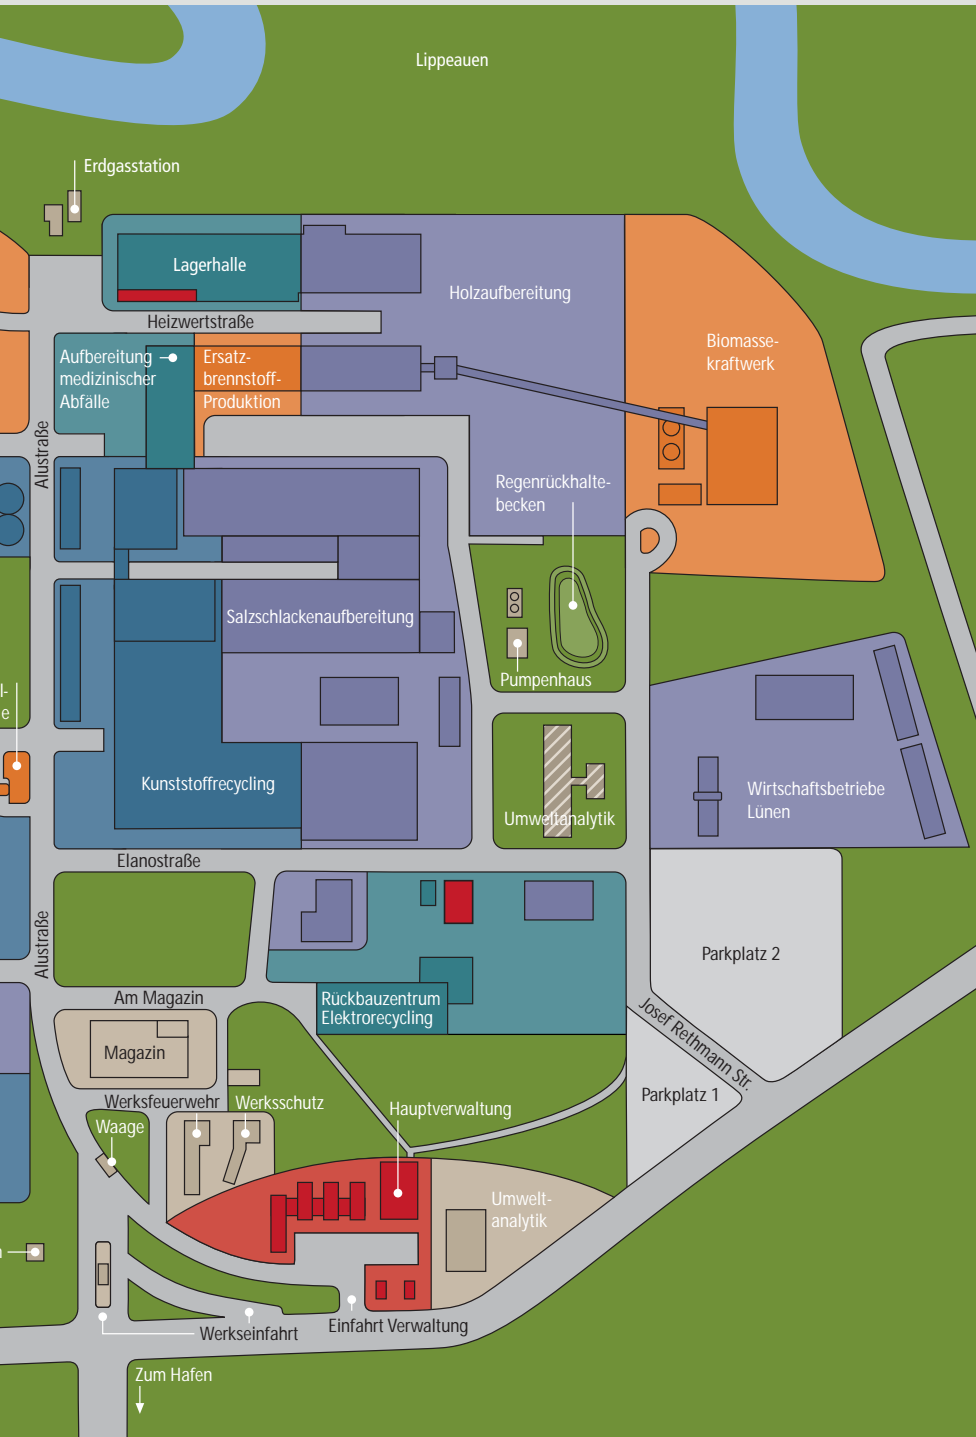 Lippeauen
Erdgasstation
Lagerhalle
Holzaufbereitung
Heizwertstraße
Biomasse-
kraftwerk
Aufbereitung
medizinischer
Abfälle
Ersatz-
brennstoff-
Produktion
Alustraße
Regenrückhalte-
becken
Salzschlackenaufbereitung
Pumpenhaus
l-
e
Kunststoffrecycling
Umweltanalytik
Wirtschaftsbetriebe
Lünen
Elanostraße
Alustraße
Parkplatz 2
Am Magazin
Rückbauzentrum
Elektrorecycling
Josef Rethmann Str.
Magazin
Parkplatz 1
Werksfeuerwehr
Werksschutz
Hauptverwaltung
Waage
Umwelt-
analytik
Werkseinfahrt
Einfahrt Verwaltung
Zum Hafen